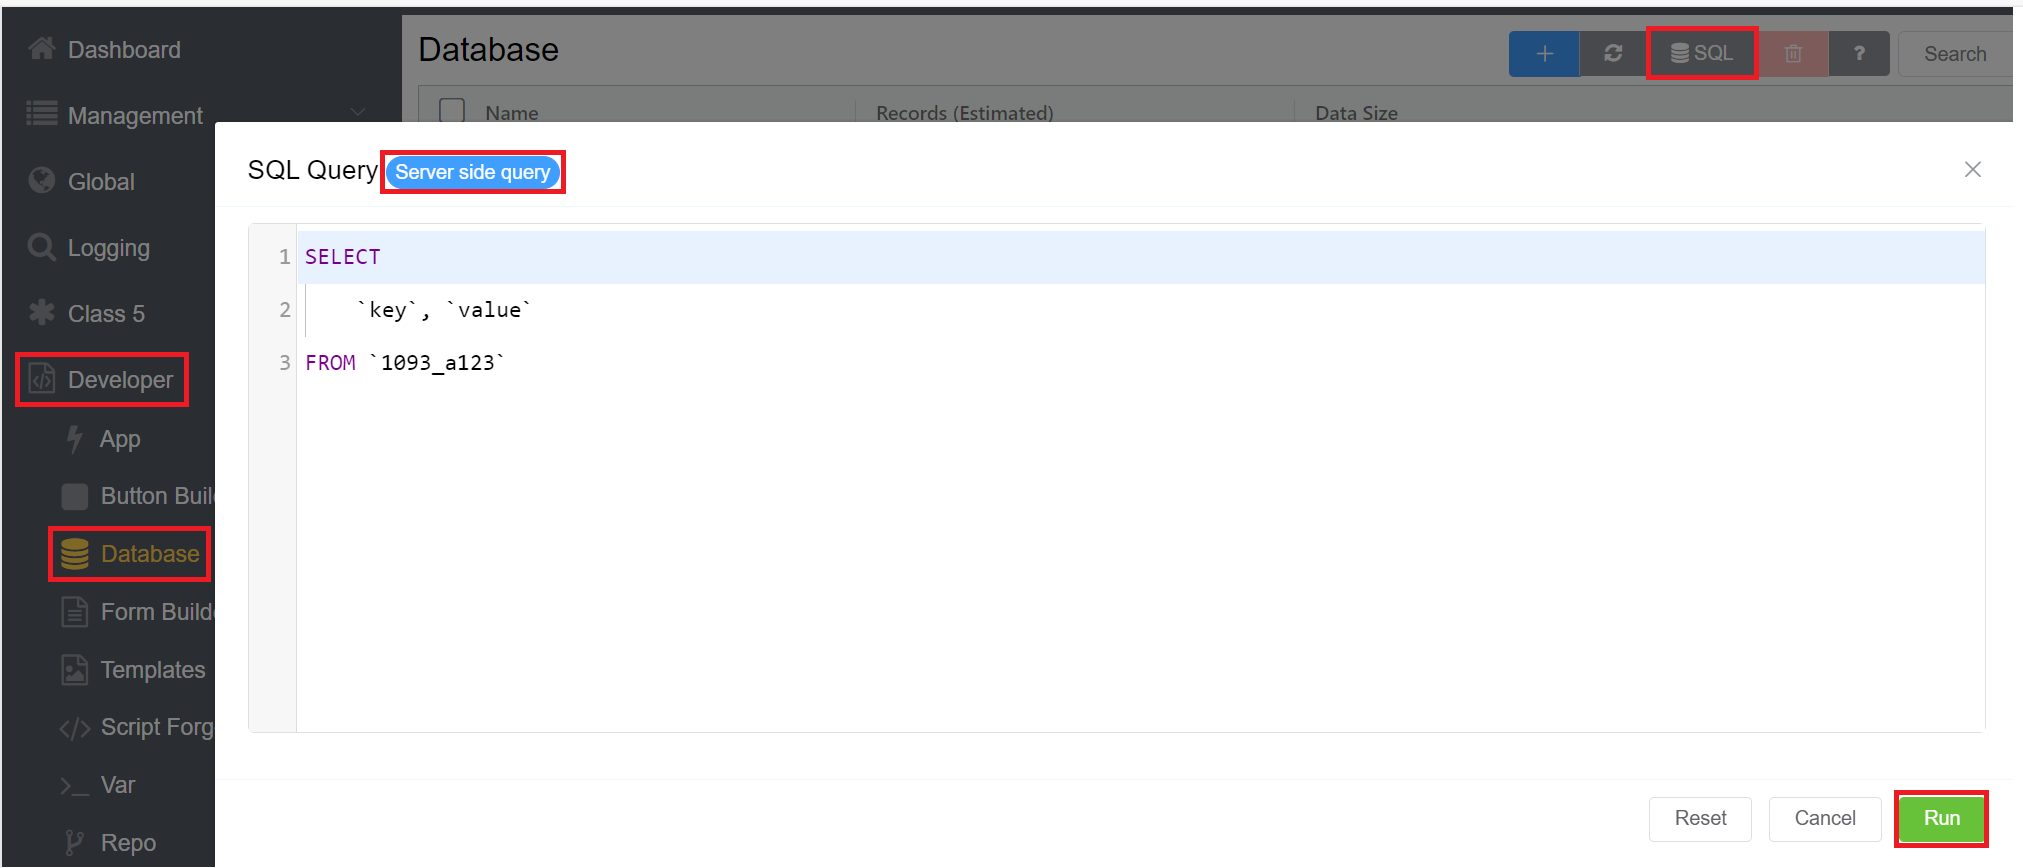 Dashboard
Management
Global
Logging
Class 5
Developer
App
Button Buil
Database
Form Build
Templates
Script Forg
Var
Repo
Database
SQL
?
Search
Name
Records (Estimated)
Data Size
SQL Query
Server side query
1 SELECT
2 `key`, `value`
3 FROM `1093_a123`
Reset
Cancel
Run